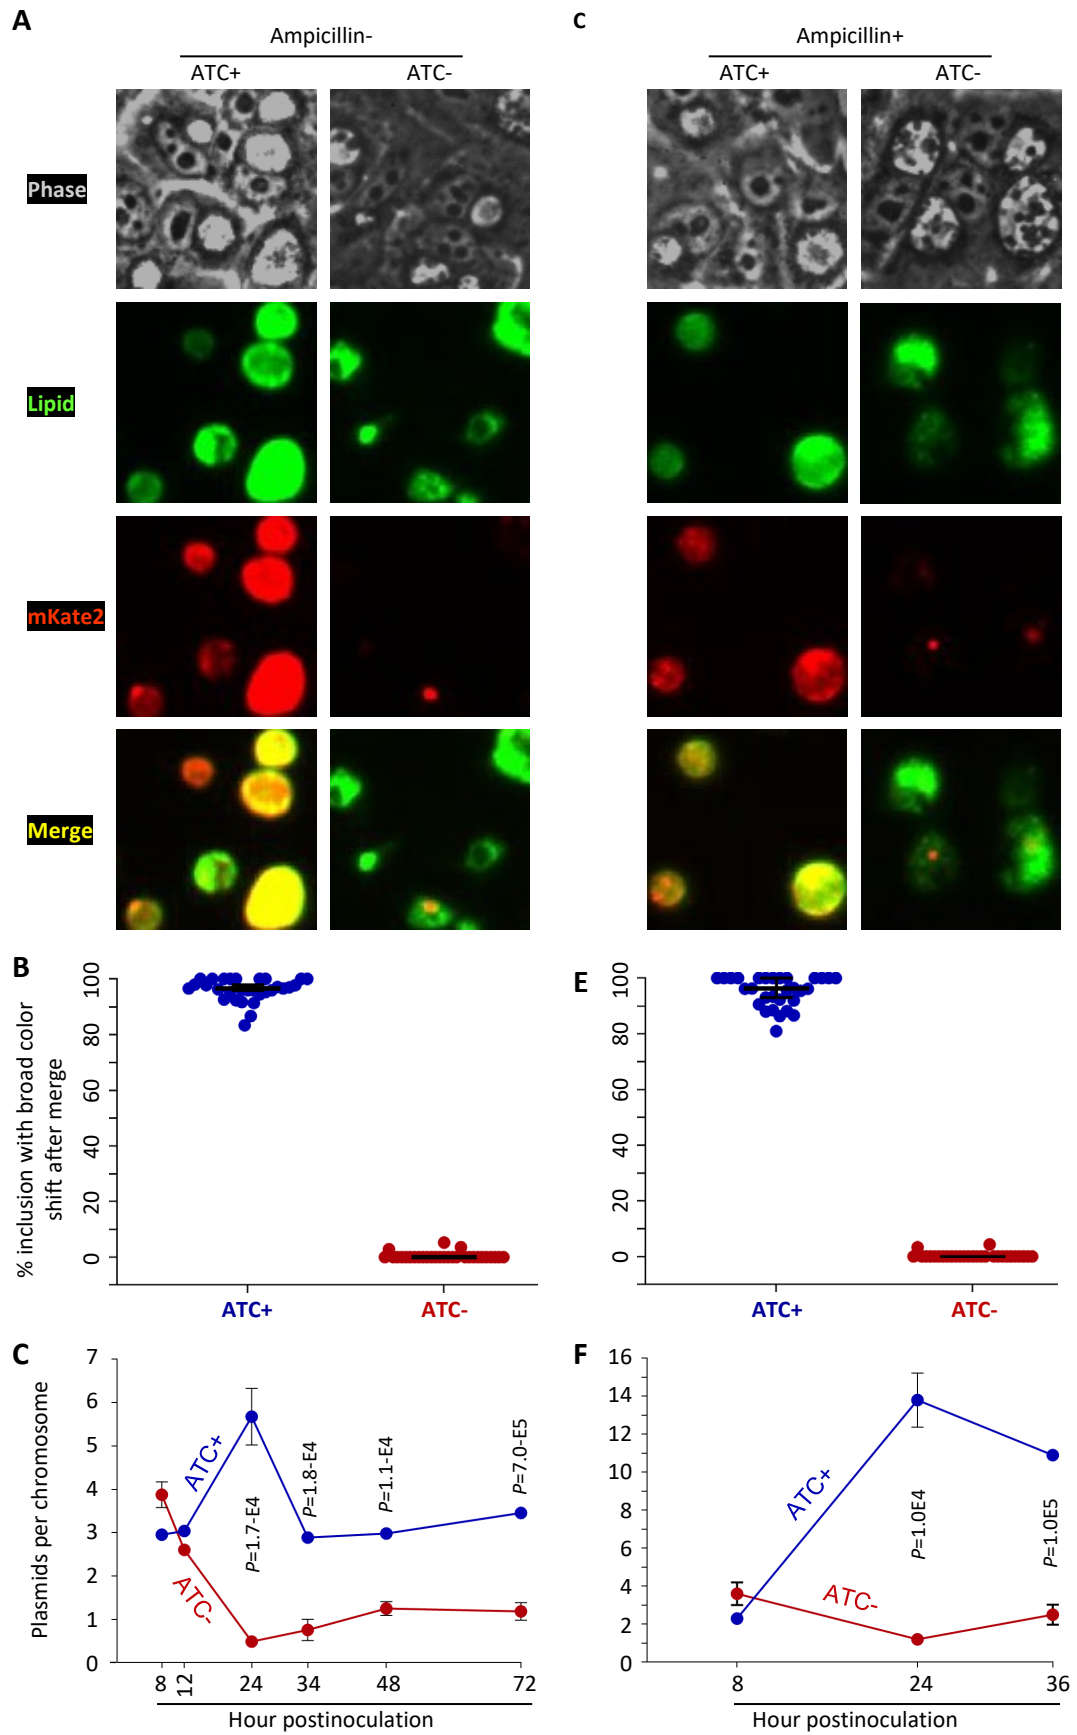 A
C
Ampicillin-
Ampicillin+
ATC+
ATC-
ATC+
ATC-
Phase
Lipid
mKate2
Merge
B
% inclusion with broad color
shift after merge
100
80
60
40
20
0
ATC+
ATC-
E
100
80
60
40
20
0
ATC+
ATC-
C
Plasmids per chromosome
7
6
5
4
3
2
1
0
ATC+
ATC-
P=1.7-E4
P=1.8-E4
P=1.1-E4
P=7.0-E5
8
12
24
34
48
72
Hour postinoculation
F
16
14
12
10
8
6
4
2
0
ATC+
ATC-
P=1.0E4
P=1.0E5
8
24
36
Hour postinoculation